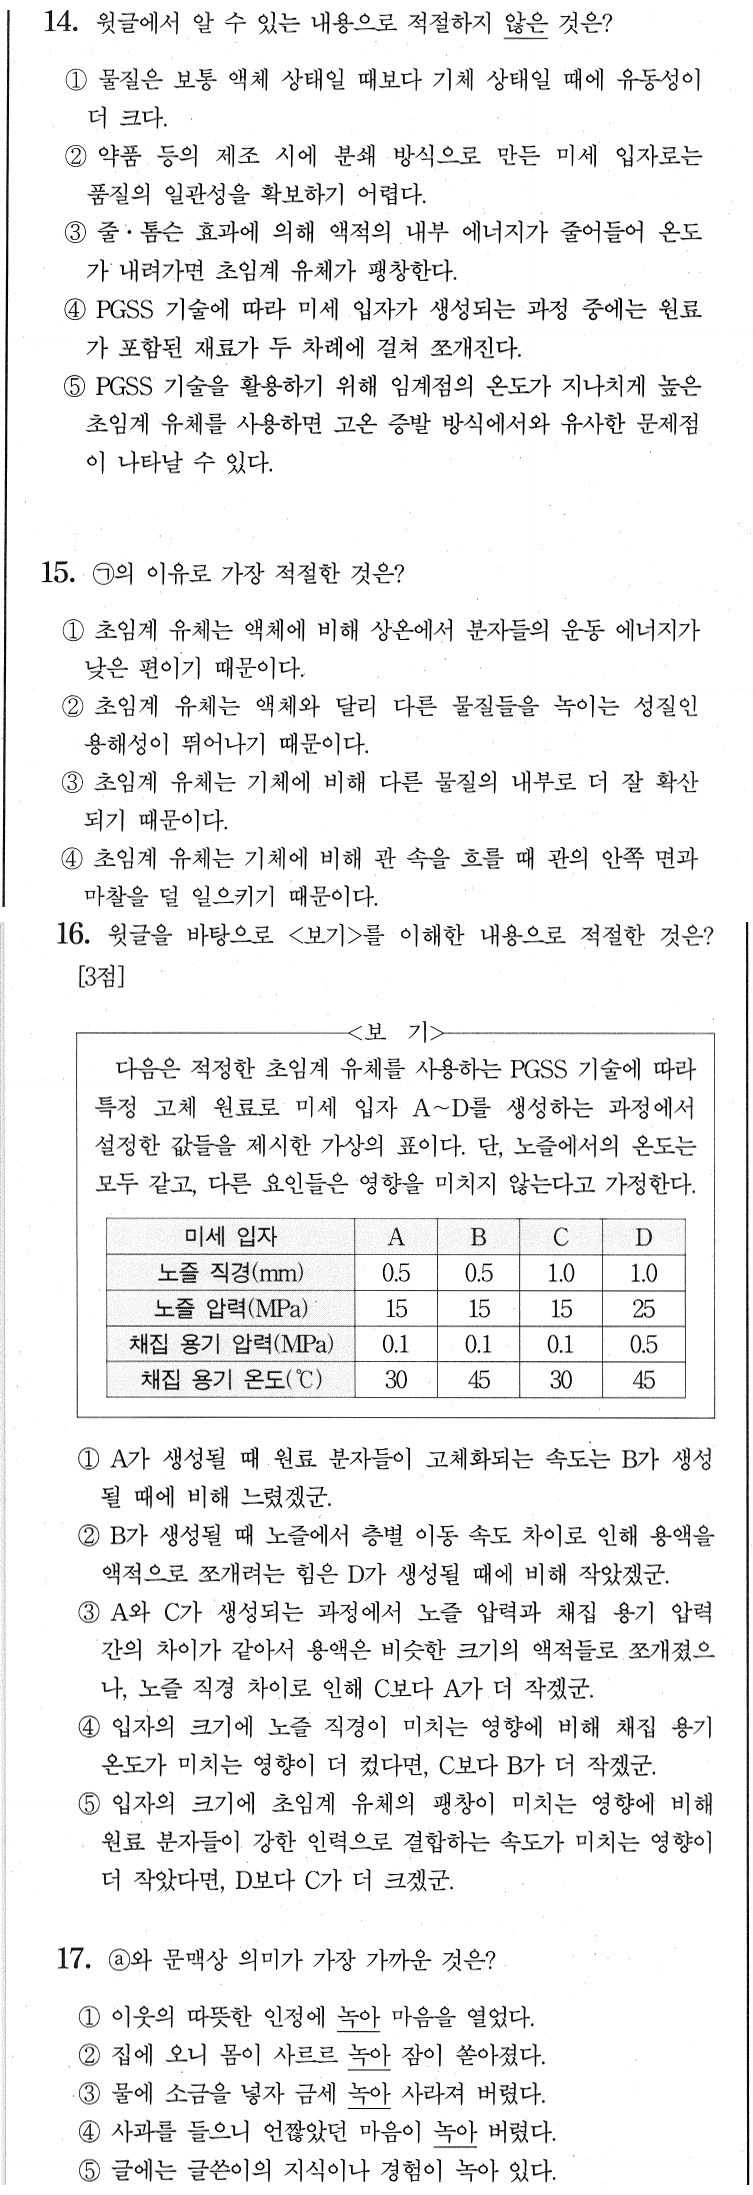 14. 윗글에서 알 수 있는 내용으로 적절하지 않은 것은?
① 물질은 보통 액체 상태일 때보다 기체 상태일 때에 유동성이
더 크다.
② 약품 등의 제조 시에 분쇄 방식으로 만든 미세 입자로는
품질의 일관성을 확보하기 어렵다.
③ 줄·톰슨 효과에 의해 액적의 내부 에너지가 줄어들어 온도
가 내려가면 초임계 유체가 팽창한다.
④ PGSS 기술에 따라 미세 입자가 생성되는 과정 중에는 원료
가 포함된 재료가 두 차례에 걸쳐 쪼개진다.
⑤ PGSS 기술을 활용하기 위해 임계점의 온도가 지나치게 높은
초임계 유체를 사용하면 고온 증발 방식에서와 유사한 문제점
이 나타날 수 있다.
15. ㉠의 이유로 가장 적절한 것은?
① 초임계 유체는 액체에 비해 상온에서 분자들의 운동 에너지가
낮은 편이기 때문이다.
② 초임계 유체는 액체와 달리 다른 물질들을 녹이는 성질인
용해성이 뛰어나기 때문이다.
③ 초임계 유체는 기체에 비해 다른 물질의 내부로 더 잘 확산
되기 때문이다.
④ 초임계 유체는 기체에 비해 관 속을 흐를 때 관의 안쪽 면과
마찰을 덜 일으키기 때문이다.
16. 윗글을 바탕으로 <보기>를 이해한 내용으로 적절한 것은?
[3점]
<보 기>
다음은 적정한 초임계 유체를 사용하는 PGSS 기술에 따라
특정 고체 원료로 미세 입자 A~D를 생성하는 과정에서
설정한 값들을 제시한 가상의 표이다. 단, 노즐에서의 온도는
모두 같고, 다른 요인들은 영향을 미치지 않는다고 가정한다.
미세 입자 A B C D
노즐 직경(mm) 0.5 0.5 1.0 1.0
노즐 압력(MPa) 15 15 15 25
채집 용기 압력(MPa) 0.1 0.1 0.1 0.5
채집 용기 온도(℃) 30 45 30 45
① A가 생성될 때 원료 분자들이 고체화되는 속도는 B가 생성
될 때에 비해 느렸겠군.
② B가 생성될 때 노즐에서 층별 이동 속도 차이로 인해 용액을
액적으로 쪼개려는 힘은 D가 생성될 때에 비해 작았겠군.
③ A와 C가 생성되는 과정에서 노즐 압력과 채집 용기 압력
간의 차이가 같아서 용액은 비슷한 크기의 액적들로 쪼개졌으
나, 노즐 직경 차이로 인해 C보다 A가 더 작겠군.
④ 입자의 크기에 노즐 직경이 미치는 영향에 비해 채집 용기
온도가 미치는 영향이 더 컸다면, C보다 B가 더 작겠군.
⑤ 입자의 크기에 초임계 유체의 팽창이 미치는 영향에 비해
원료 분자들이 강한 인력으로 결합하는 속도가 미치는 영향이
더 작았다면, D보다 C가 더 크겠군.
17. ⓐ와 문맥상 의미가 가장 가까운 것은?
① 이웃의 따뜻한 인정에 녹아 마음을 열었다.
② 집에 오니 몸이 사르르 녹아 잠이 쏟아졌다.
③ 물에 소금을 넣자 금세 녹아 사라져 버렸다.
④ 사과를 들으니 언짢았던 마음이 녹아 버렸다.
⑤ 글에는 글쓴이의 지식이나 경험이 녹아 있다.